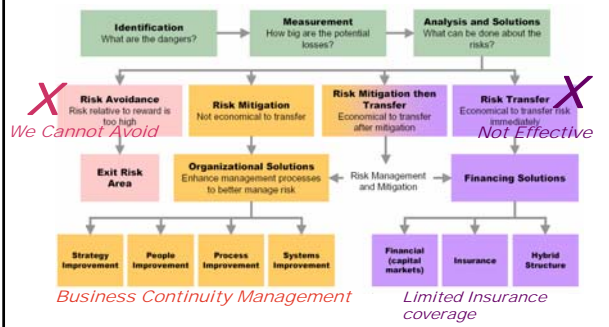 Identification
What are the dangers?
Measurement
How big are the potential
losses?
Analysis and Solutions
What can be done about the
risks?
X
Risk Avoidance
Risk relative to reward is
too high
We Cannot Avoid
Risk Mitigation
Not economical to transfer
Risk Mitigation then
Transfer
Economical to transfer
after mitigation
X
Risk Transfer
Economical to transfer risk
immediately
Not Effective
Exit Risk
Area
Organizational Solutions
Enhance management processes
to better manage risk
Risk Management
and Mitigation
Financing Solutions
Strategy
Improvement
People
Improvement
Process
Improvement
Systems
Improvement
Financial
(capital
markets)
Insurance
Hybrid
Structure
Business Continuity Management
Limited Insurance
coverage